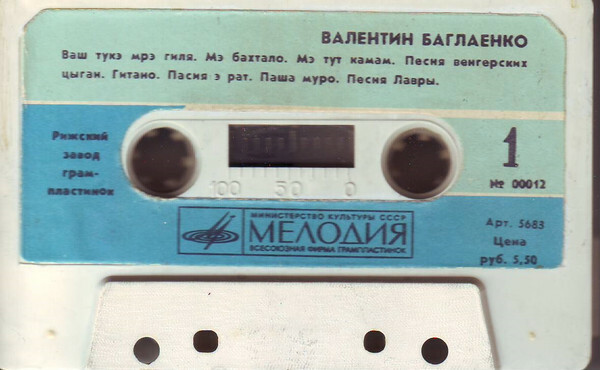 ВАЛЕНТИН БАГЛАЕНКО
Ваш тукэ мрэ гиля. Мэ бахтало. Мэ тут камам. Песня венгерских
цыган. Гитано. Пасия э рат. Паша муро. Песня Лавры.
Рижский
завод
грам-
пластинок
1
№ 00012
100 50 0
МИНИСТЕРСТВО КУЛЬТУРЫ СССР
МЕЛОДИЯ
ВСЕСОЮЗНАЯ ФИРМА ГРАМПЛАСТИНОК
Арт. 5683
Цена
руб. 5,50